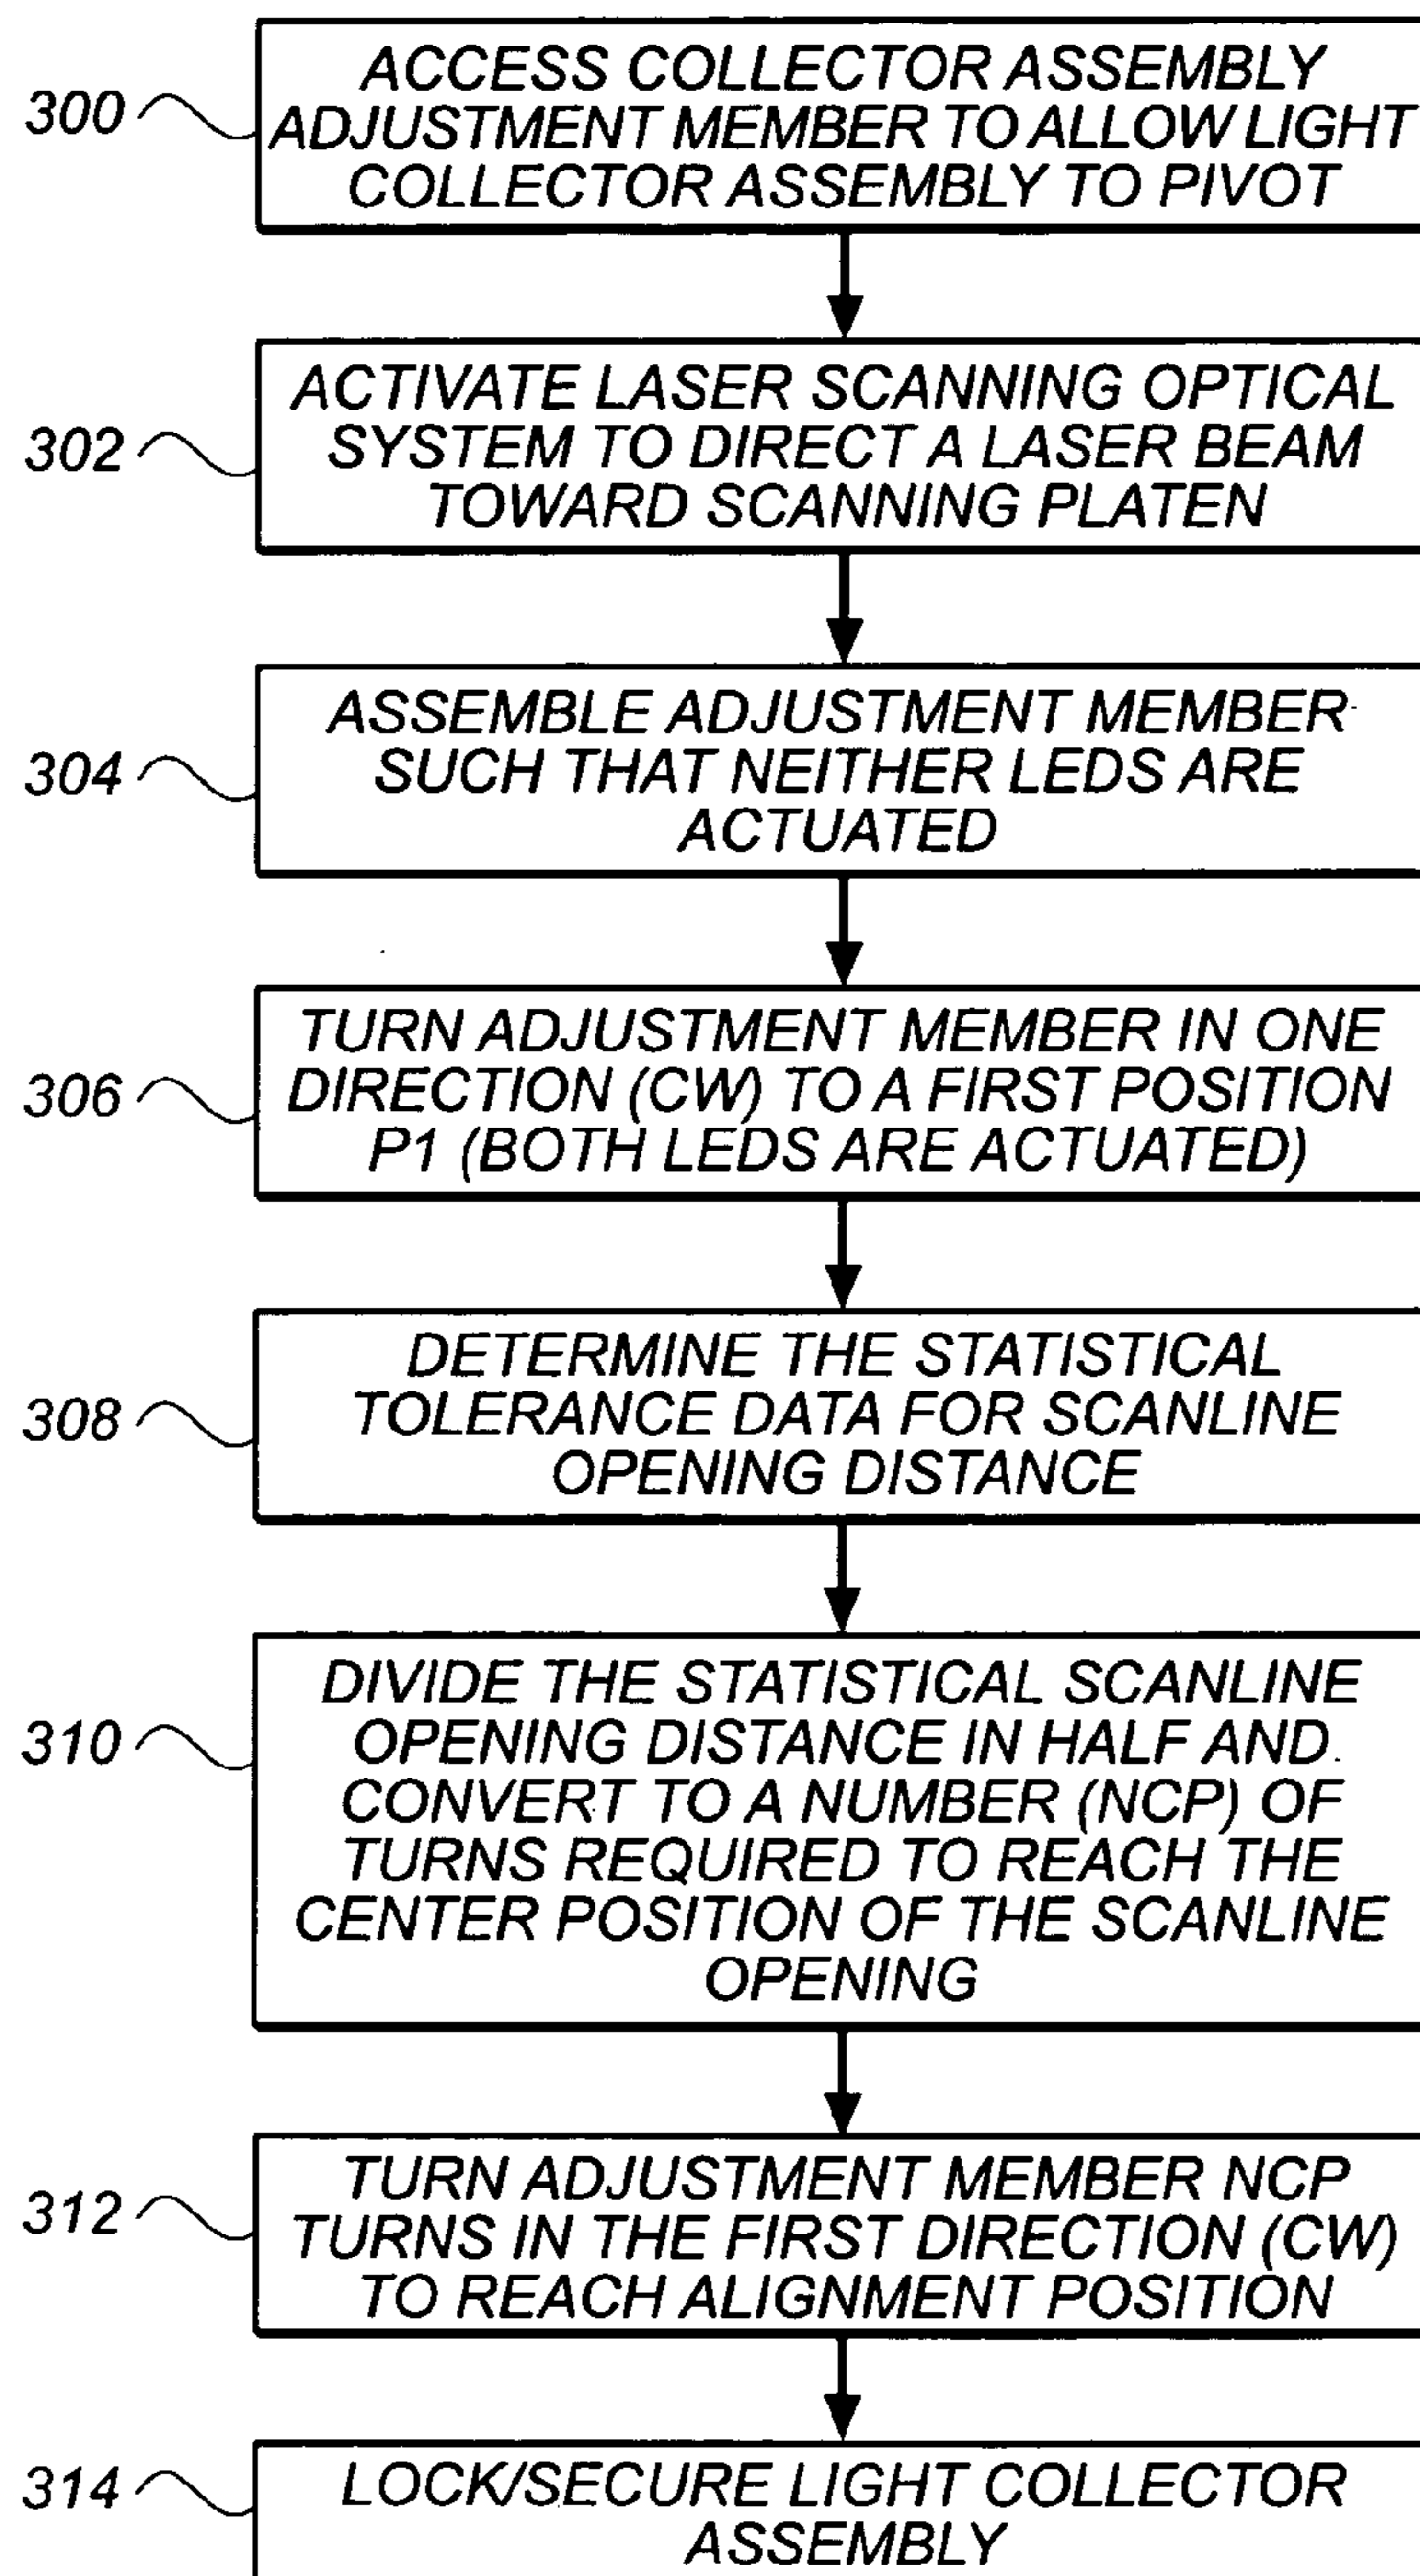 300
ACCESS COLLECTOR ASSEMBLY
ADJUSTMENT MEMBER TO ALLOW LIGHT
COLLECTOR ASSEMBLY TO PIVOT
302
ACTIVATE LASER SCANNING OPTICAL
SYSTEM TO DIRECT A LASER BEAM
TOWARD SCANNING PLATEN
304
ASSEMBLE ADJUSTMENT MEMBER
SUCH THAT NEITHER LEDS ARE
ACTUATED
306
TURN ADJUSTMENT MEMBER IN ONE
DIRECTION (CW) TO A FIRST POSITION
P1 (BOTH LEDS ARE ACTUATED)
308
DETERMINE THE STATISTICAL
TOLERANCE DATA FOR SCANLINE
OPENING DISTANCE
310
DIVIDE THE STATISTICAL SCANLINE
OPENING DISTANCE IN HALF AND
CONVERT TO A NUMBER (NCP) OF
TURNS REQUIRED TO REACH THE
CENTER POSITION OF THE SCANLINE
OPENING
312
TURN ADJUSTMENT MEMBER NCP
TURNS IN THE FIRST DIRECTION (CW)
TO REACH ALIGNMENT POSITION
314
LOCK/SECURE LIGHT COLLECTOR
ASSEMBLY